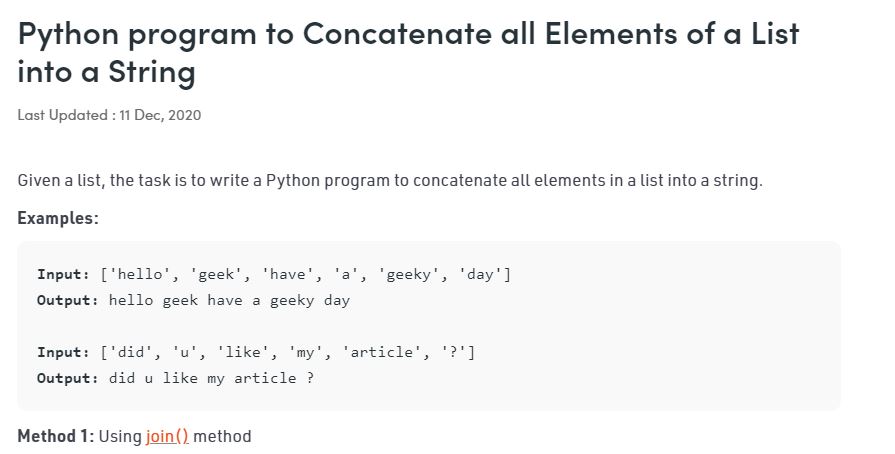 Python program to Concatenate all Elements of a List
into a String
Last Updated : 11 Dec, 2020
Given a list, the task is to write a Python program to concatenate all elements in a list into a string.
Examples:
Input: ['hello', 'geek', 'have', 'a', 'geeky', 'day']
Output: hello geek have a geeky day
Input: ['did', 'u', 'like', 'my', 'article', '?']
Output: did u like my article ?
Method 1: Using join() method